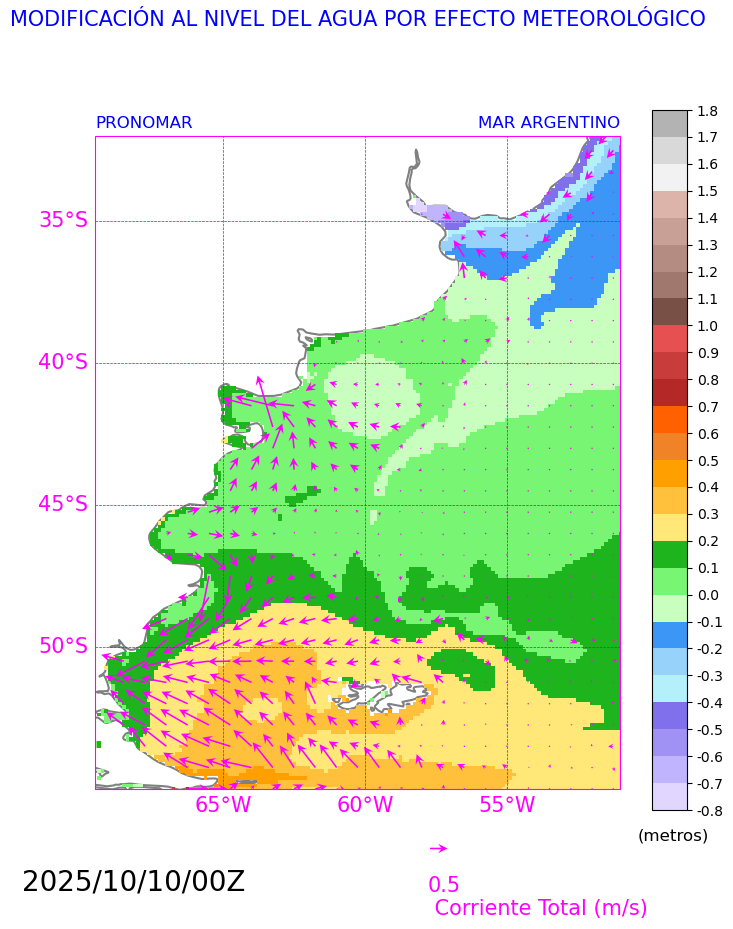 MODIFICACIÓN AL NIVEL DEL AGUA POR EFECTO METEOROLÓGICO
PRONOMAR MAR ARGENTINO
1.8
1.7
1.6
1.5
1.4
1.3
1.2
1.1
1.0
0.9
0.8
0.7
0.6
0.5
0.4
0.3
0.2
0.1
0.0
-0.1
-0.2
-0.3
-0.4
-0.5
-0.6
-0.7
-0.8
(metros)
35°S
40°S
45°S
50°S
65°W 60°W 55°W
2025/10/10/00Z
0.5
Corriente Total (m/s)